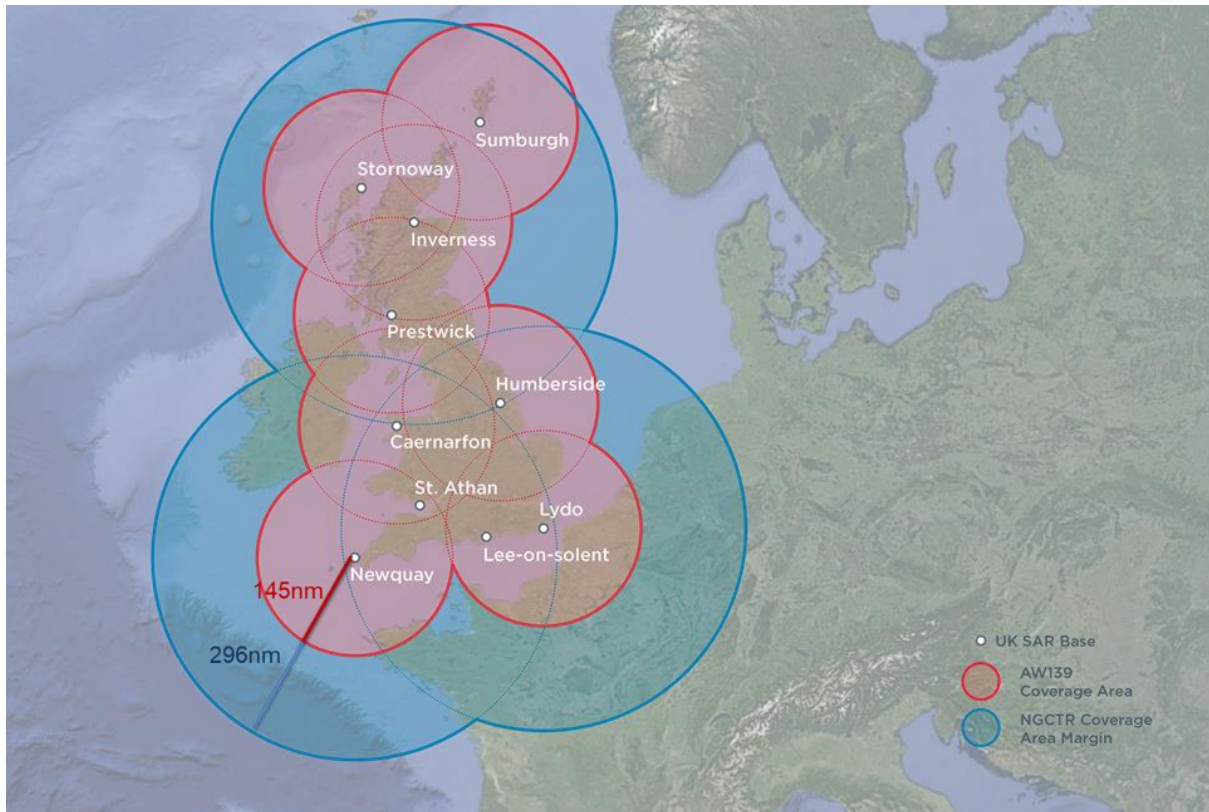 Sumburgh
Stornoway
Inverness
Prestwick
Humberside
Caernarfon
St. Athan
Lydo
Lee-on-solent
Newquay
145nm
296nm
UK SAR Base
AW139
Coverage Area
NGCTR Coverage
Area Margin